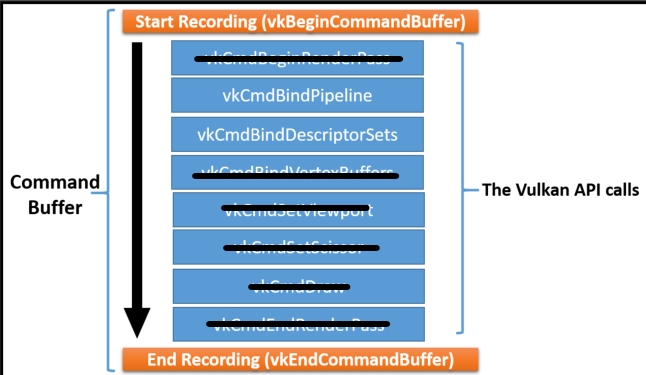 Start Recording (vkBeginCommandBuffer)
vkCmdBeginRenderPass
vkCmdBindPipeline
vkCmdBindDescriptorSets
vkCmdBindVertexBuffers
Command
Buffer
The Vulkan API calls
vkCmdSetViewport
vkCmdSetScissor
vkCmdDraw
vkCmdEndRenderPass
End Recording (vkEndCommandBuffer)